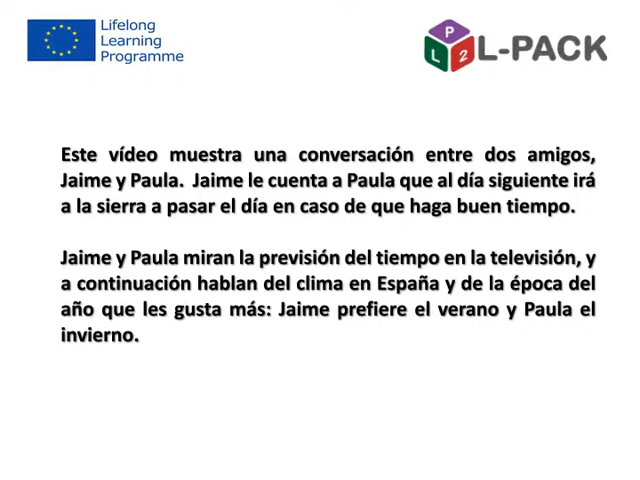 Lifelong
Learning
Programme
P
L
2
L-PACK
Este vídeo muestra una conversación entre dos amigos,
Jaime y Paula. Jaime le cuenta a Paula que al día siguiente irá
a la sierra a pasar el día en caso de que haga buen tiempo.
Jaime y Paula miran la previsión del tiempo en la televisión, y
a continuación hablan del clima en España y de la época del
año que les gusta más: Jaime prefiere el verano y Paula el
invierno.